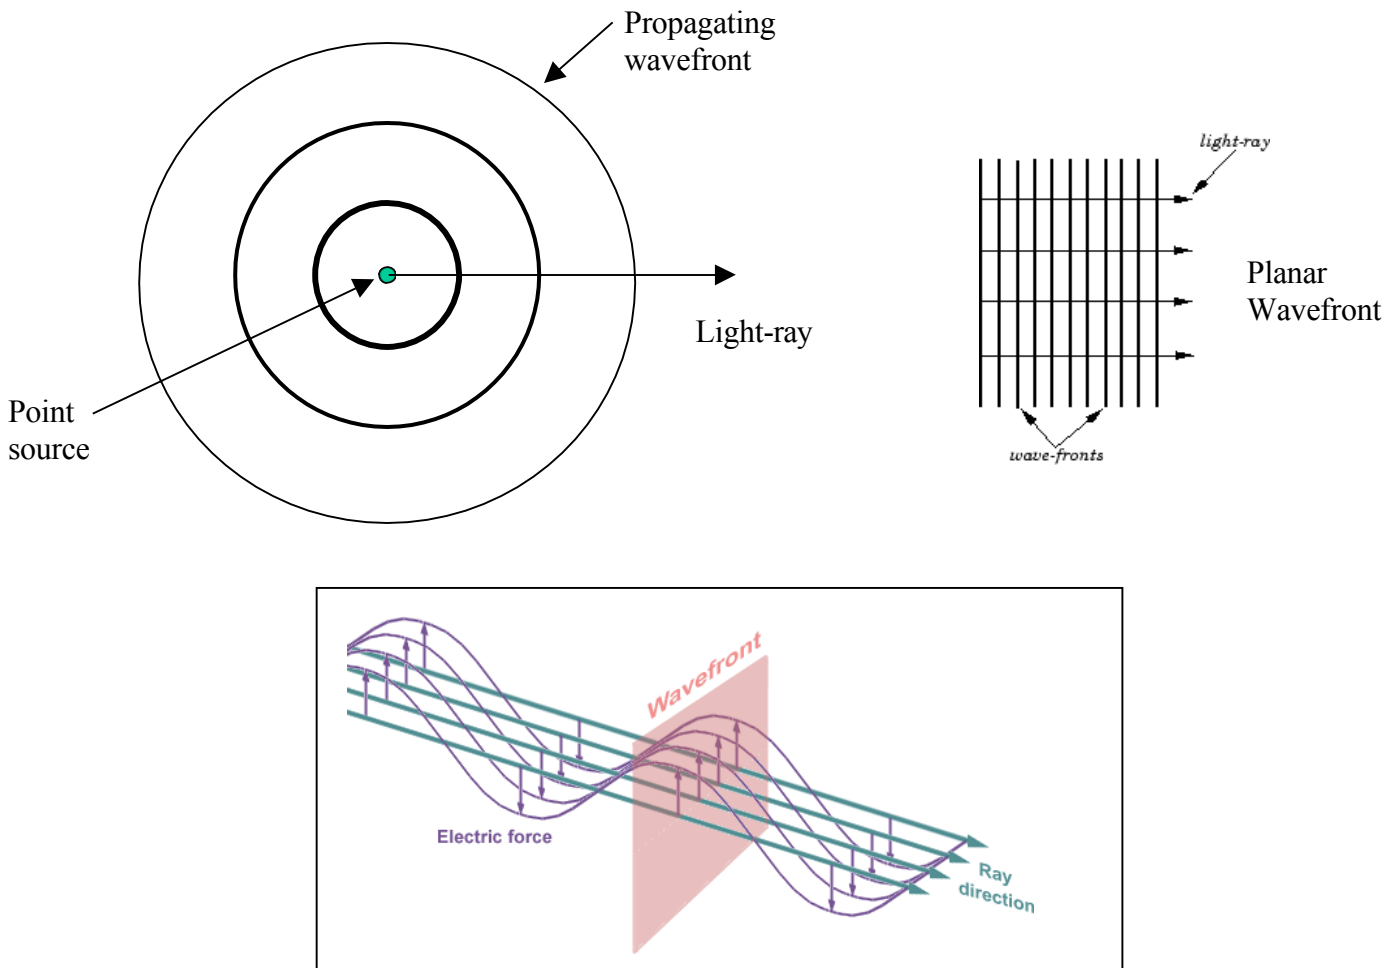 Propagating
wavefront
light-ray
Planar
Wavefront
Light-ray
Point
source
wave-fronts
Wavefront
Electric force
Ray
direction